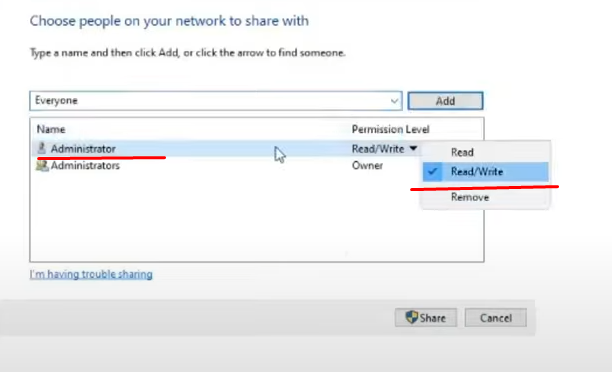 Choose people on your network to share with
Type a name and then click Add, or click the arrow to find someone.
Everyone Add
Name Permission Level
Administrator Read/Write
Administrators Owner
Read
Read/Write
Remove
I'm having trouble sharing
Share Cancel